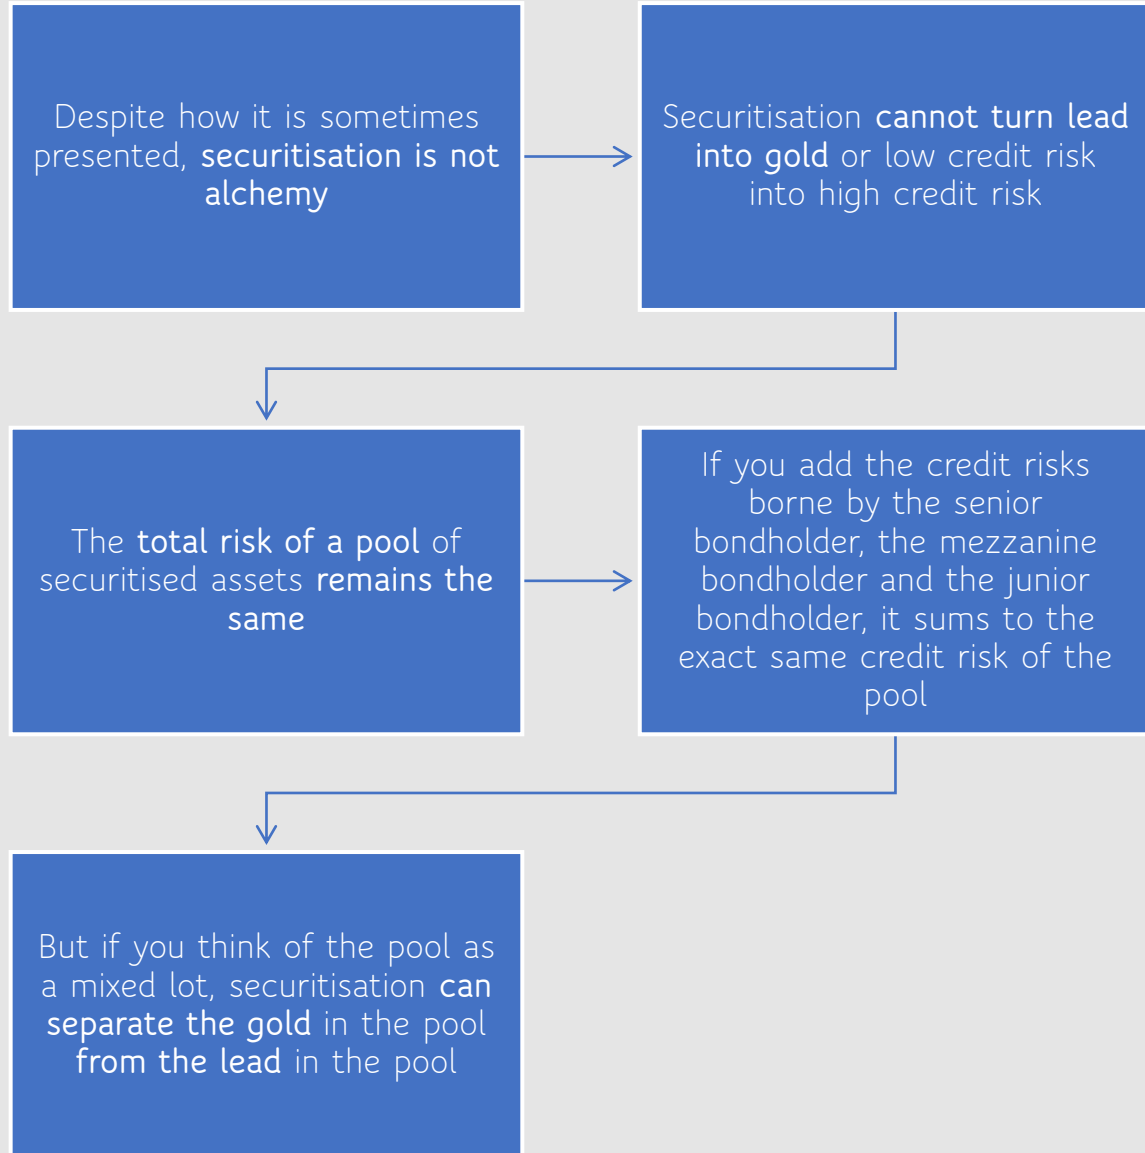 Despite how it is sometimes
presented, securitisation is not
alchemy
Securitisation cannot turn lead
into gold or low credit risk
into high credit risk
The total risk of a pool of
securitised assets remains the
same
If you add the credit risks
borne by the senior
bondholder, the mezzanine
bondholder and the junior
bondholder, it sums to the
exact same credit risk of the
pool
But if you think of the pool as
a mixed lot, securitisation can
separate the gold in the pool
from the lead in the pool